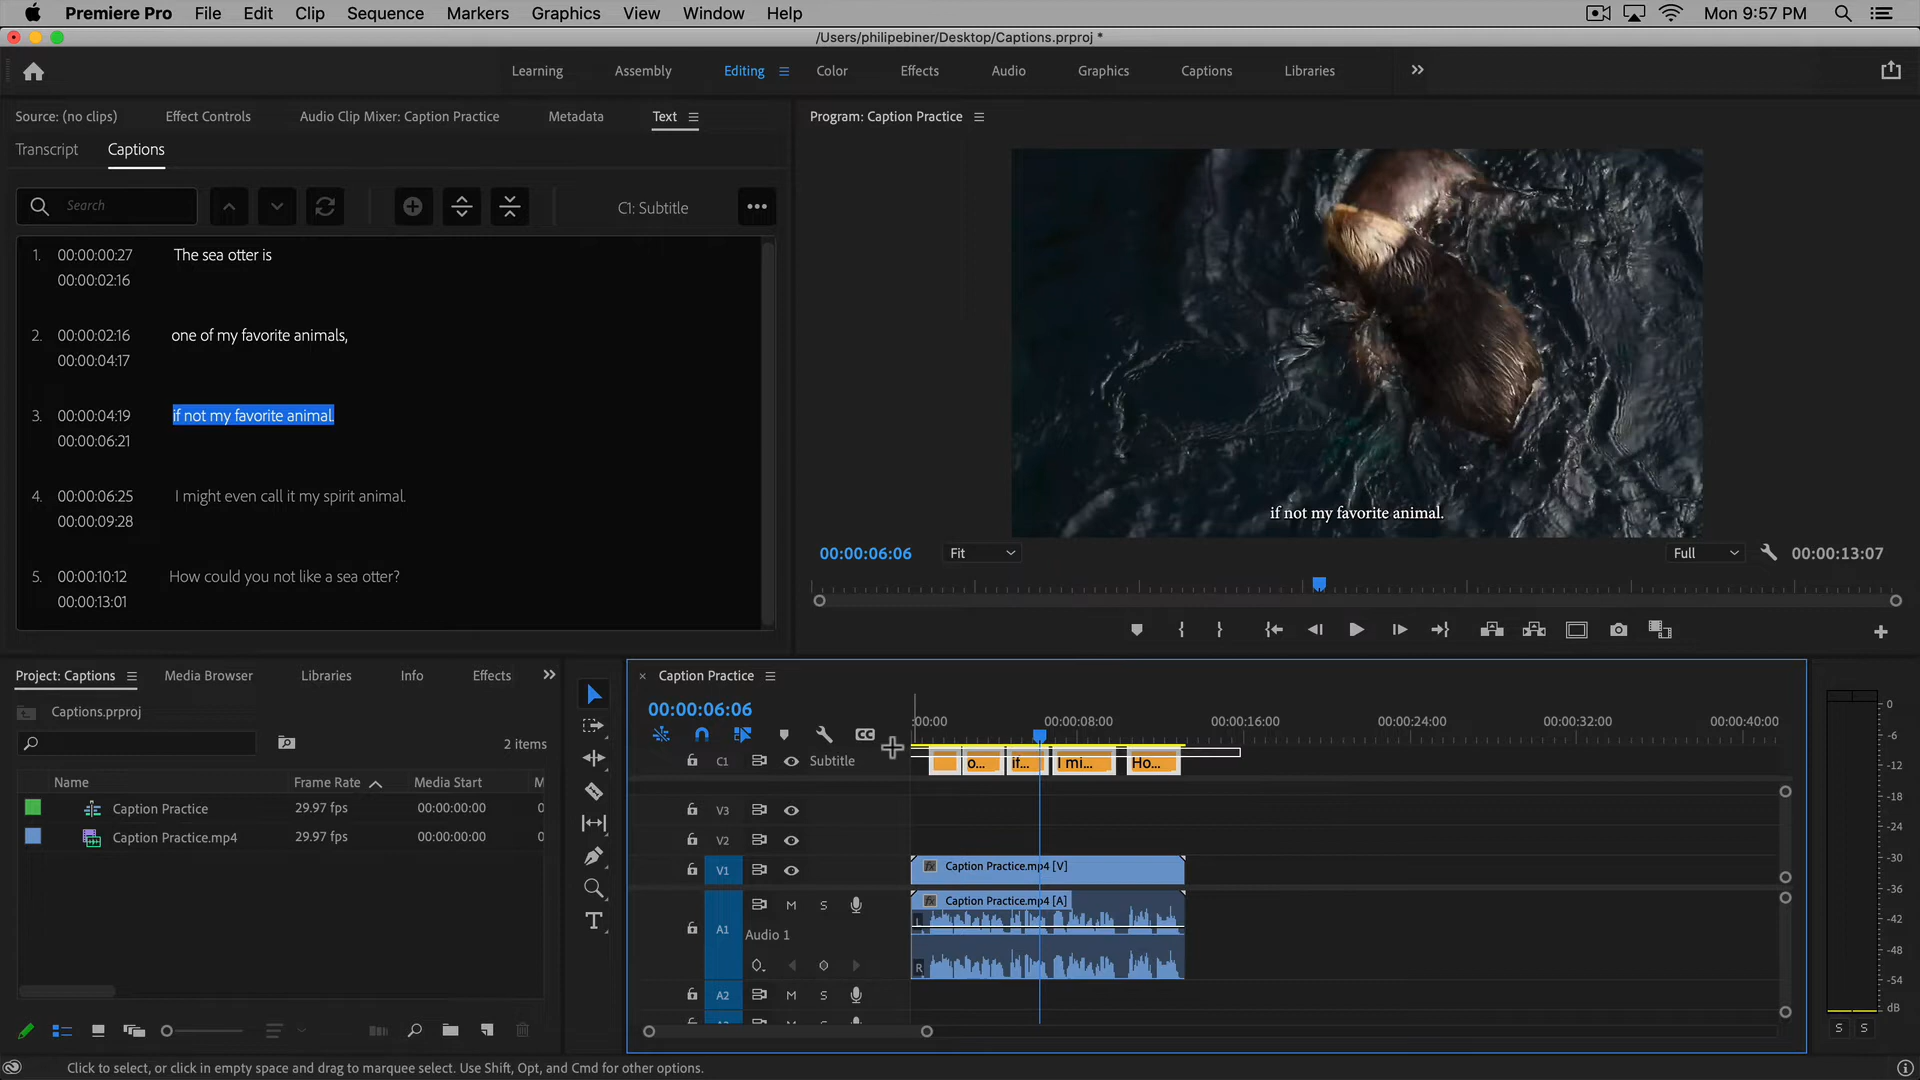 Premiere Pro File Edit Clip Sequence Markers Graphics View Window Help Mon 9:57 PM
/Users/philipebiner/Desktop/Captions.prproj *
Learning Assembly Editing Color Effects Audio Graphics Captions Libraries
Source: (no clips) Effect Controls Audio Clip Mixer: Caption Practice Metadata Text
Program: Caption Practice
Transcript Captions
Search
C1: Subtitle
1. 00:00:00:27 The sea otter is
00:00:02:16
2. 00:00:02:16 one of my favorite animals,
00:00:04:17
3. 00:00:04:19 if not my favorite animal.
00:00:06:21
4. 00:00:06:25 I might even call it my spirit animal.
00:00:09:28
5. 00:00:10:12 How could you not like a sea otter?
00:00:13:01
if not my favorite animal.
00:00:06:06 Fit Full 00:00:13:07
Project: Captions Media Browser Libraries Info Effects
Captions.prproj
2 items
Name Frame Rate Media Start M
Caption Practice 29.97 fps 00:00:00:00 0
Caption Practice.mp4 29.97 fps 00:00:00:00 0
× Caption Practice
00:00:06:06
:00:00 00:00:08:00 00:00:16:00 00:00:24:00 00:00:32:00 00:00:40:00
CC
C1 Subtitle o... it... I mi... Ho...
V3
V2
V1 fx Caption Practice.mp4 [V]
M S fx Caption Practice.mp4 [A]
L
A1 Audio 1
R
A2 M S
0
-6
-12
-18
-24
-30
-36
-42
-48
-54
dB
S S
Click to select, or click in empty space and drag to marquee select. Use Shift, Opt, and Cmd for other options.